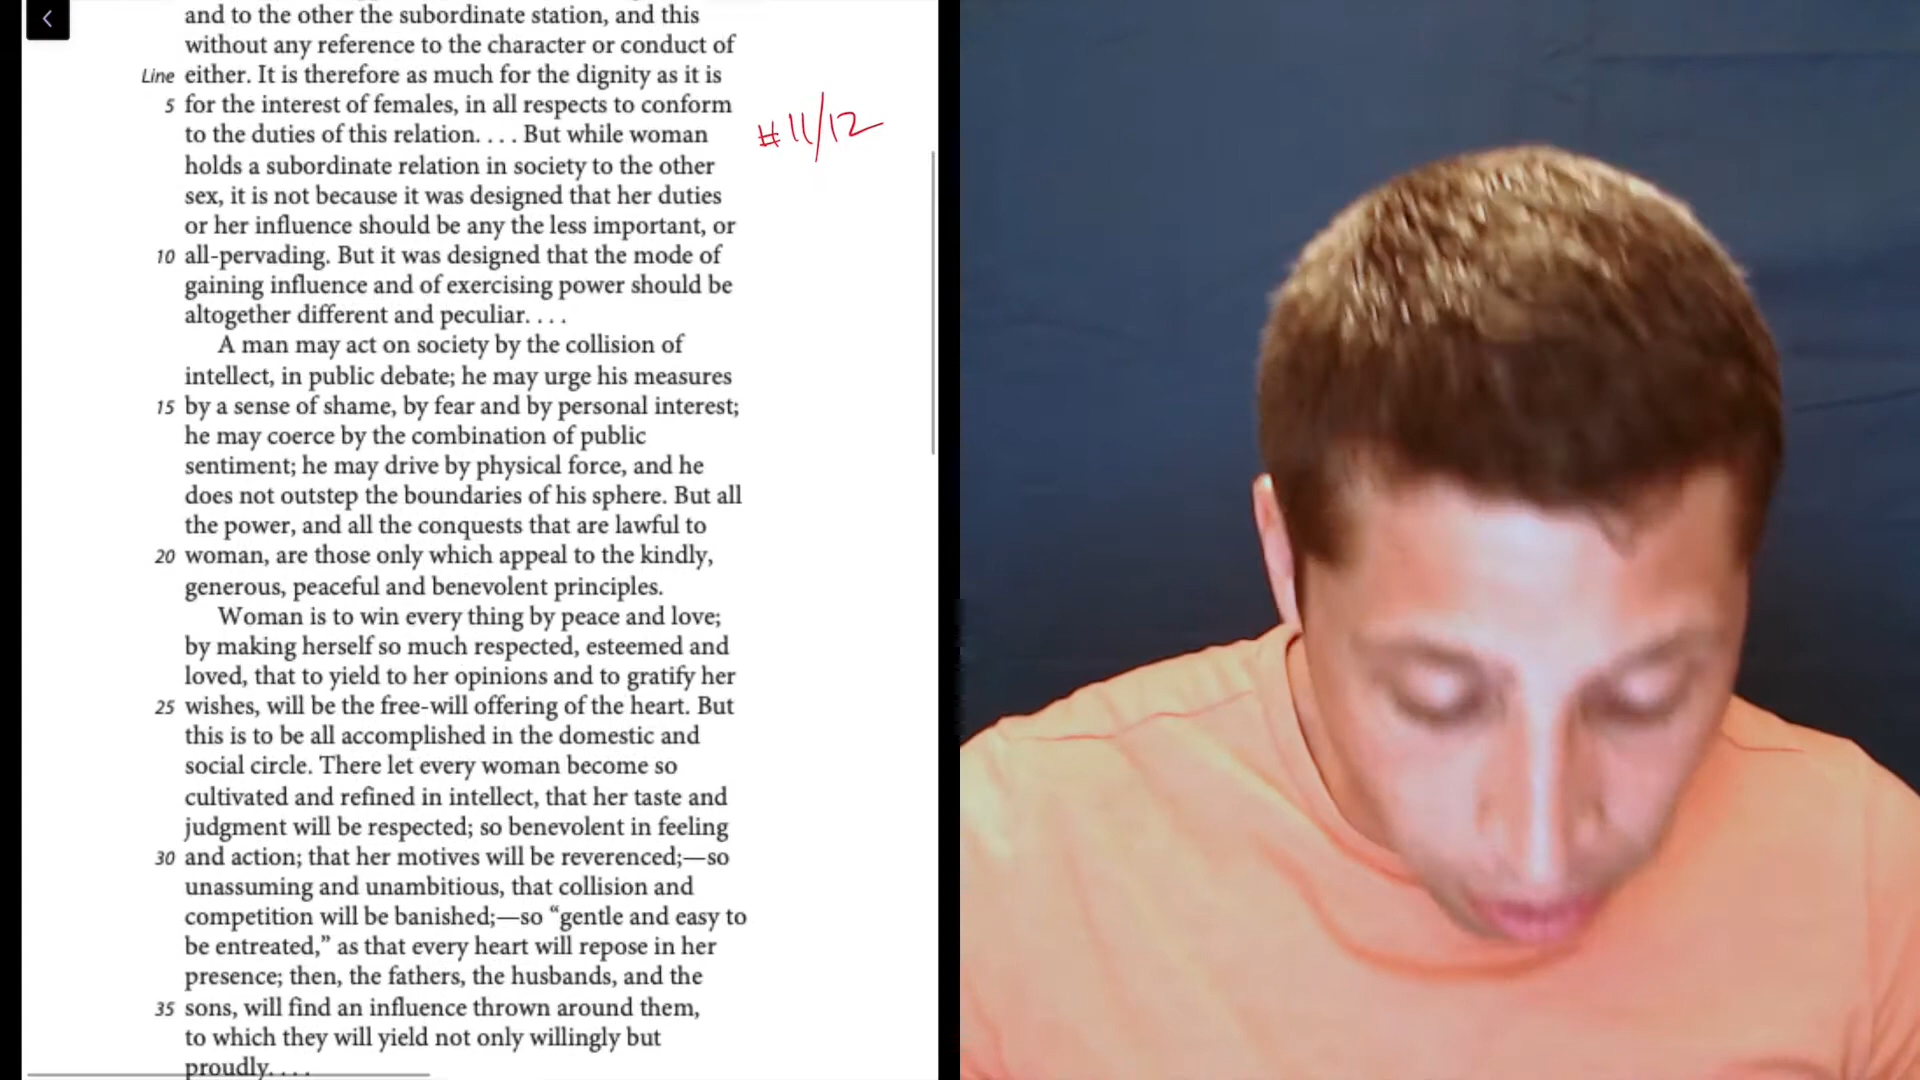 and to the other the subordinate station, and this
without any reference to the character or conduct of
Line either. It is therefore as much for the dignity as it is
5 for the interest of females, in all respects to conform
to the duties of this relation. . . . But while woman
#11/12
holds a subordinate relation in society to the other
sex, it is not because it was designed that her duties
or her influence should be any the less important, or
10 all-pervading. But it was designed that the mode of
gaining influence and of exercising power should be
altogether different and peculiar. . . .
A man may act on society by the collision of
intellect, in public debate; he may urge his measures
15 by a sense of shame, by fear and by personal interest;
he may coerce by the combination of public
sentiment; he may drive by physical force, and he
does not outstep the boundaries of his sphere. But all
the power, and all the conquests that are lawful to
20 woman, are those only which appeal to the kindly,
generous, peaceful and benevolent principles.
Woman is to win every thing by peace and love;
by making herself so much respected, esteemed and
loved, that to yield to her opinions and to gratify her
25 wishes, will be the free-will offering of the heart. But
this is to be all accomplished in the domestic and
social circle. There let every woman become so
cultivated and refined in intellect, that her taste and
judgment will be respected; so benevolent in feeling
30 and action; that her motives will be reverenced;—so
unassuming and unambitious, that collision and
competition will be banished;—so “gentle and easy to
be entreated,” as that every heart will repose in her
presence; then, the fathers, the husbands, and the
35 sons, will find an influence thrown around them,
to which they will yield not only willingly but
proudly. . . .